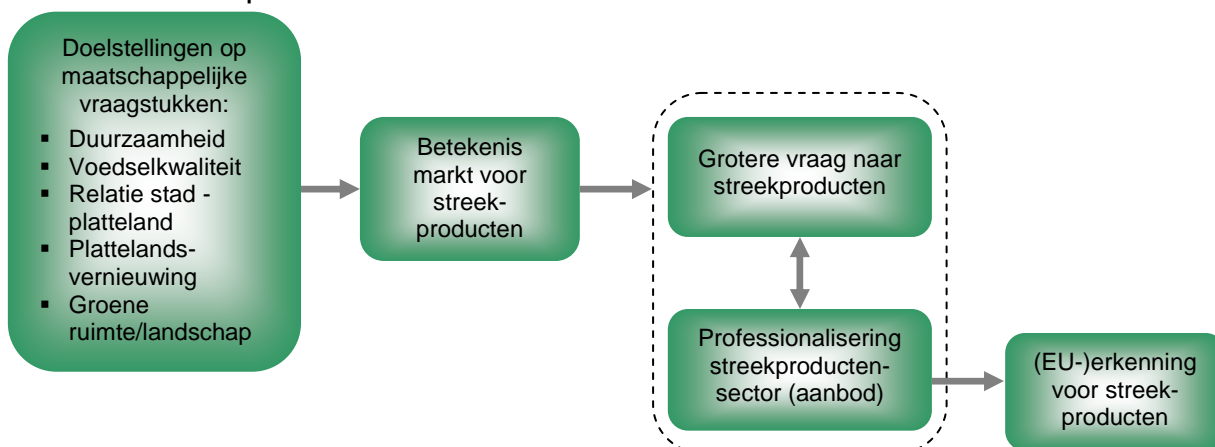 Doelstellingen op
maatschappelijke
vraagstukken:
▪ Duurzaamheid
▪ Voedselkwaliteit
▪ Relatie stad -
platteland
▪ Plattelands-
vernieuwing
▪ Groene
ruimte/landschap
Betekenis
markt voor
streek-
producten
Grotere vraag naar
streekproducten
Professionalisering
streekproducten-
sector (aanbod)
(EU-)erkenning
voor streek-
producten